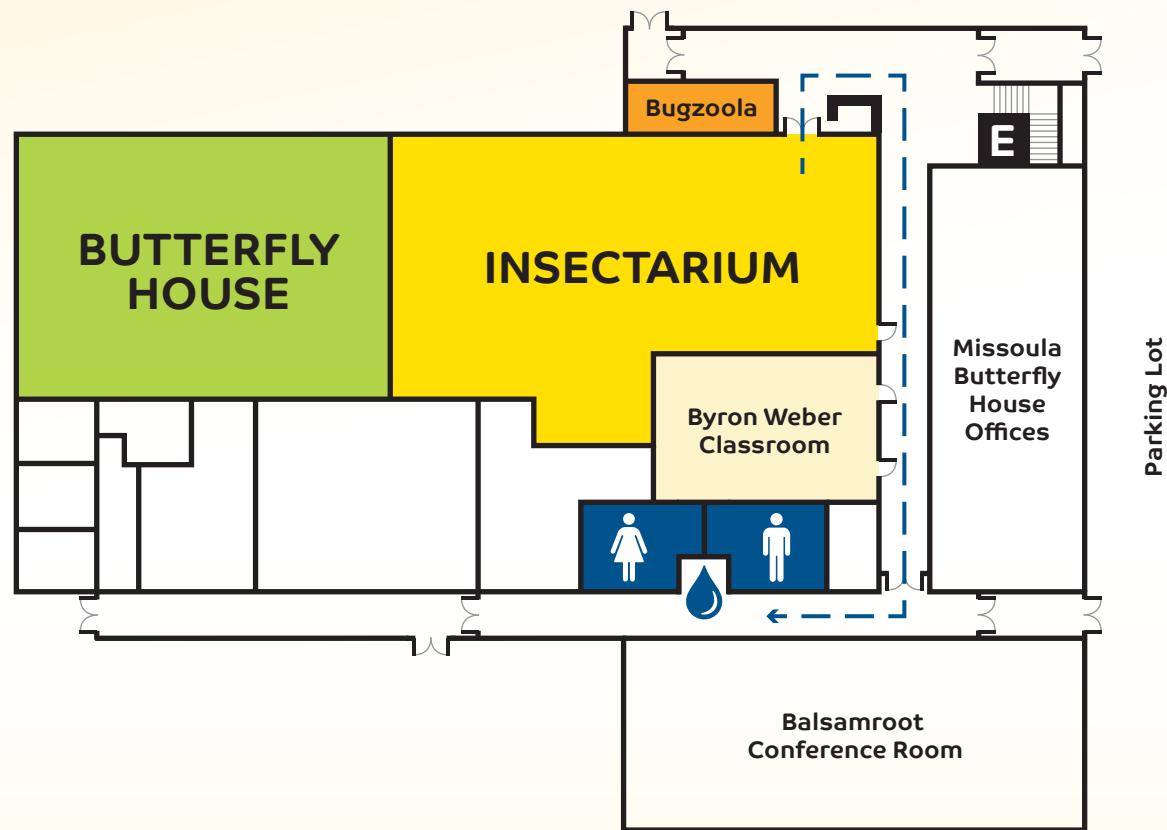 Bugzoola
E
BUTTERFLY
HOUSE
INSECTARIUM
Missoula
Butterfly
House
Offices
Parking Lot
Byron Weber
Classroom
Balsamroot
Conference Room